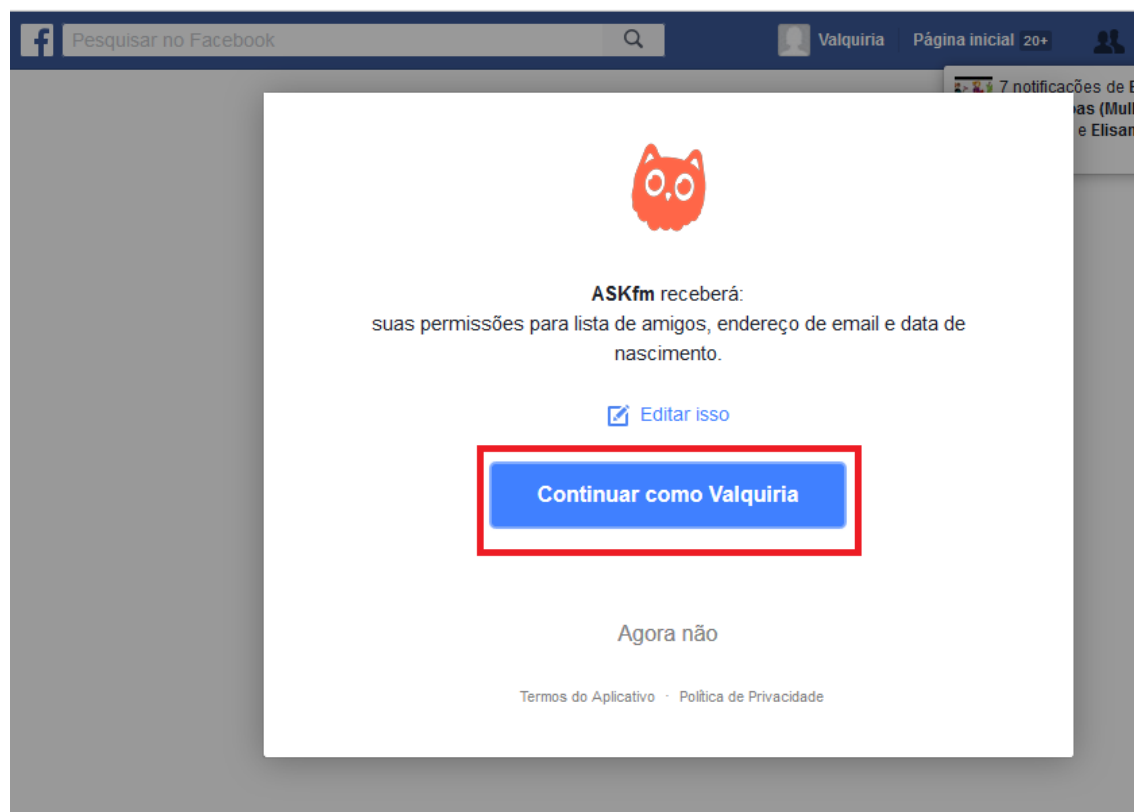 Pesquisar no Facebook
Valquiria
Página inicial 20+
7 notificações de
(Mul
e Elisan
ASKfm receberá:
suas permissões para lista de amigos, endereço de email e data de
nascimento.
Editar isso
Continuar como Valquiria
Agora não
Termos do Aplicativo · Política de Privacidade